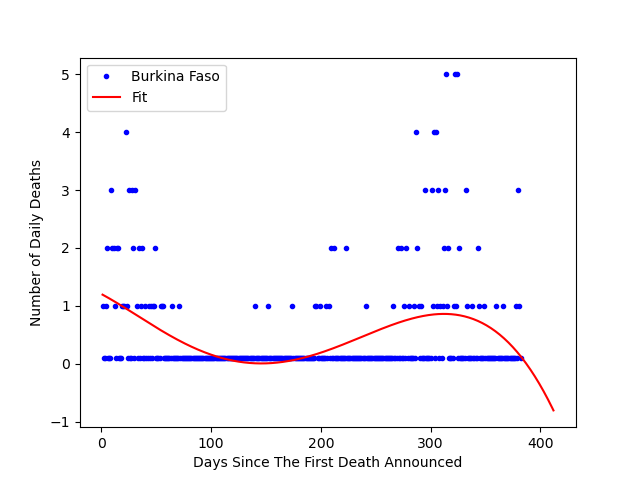 Burkina Faso
Fit
5
4
3
2
1
0
−1
Number of Daily Deaths
0 100 200 300 400
Days Since The First Death Announced